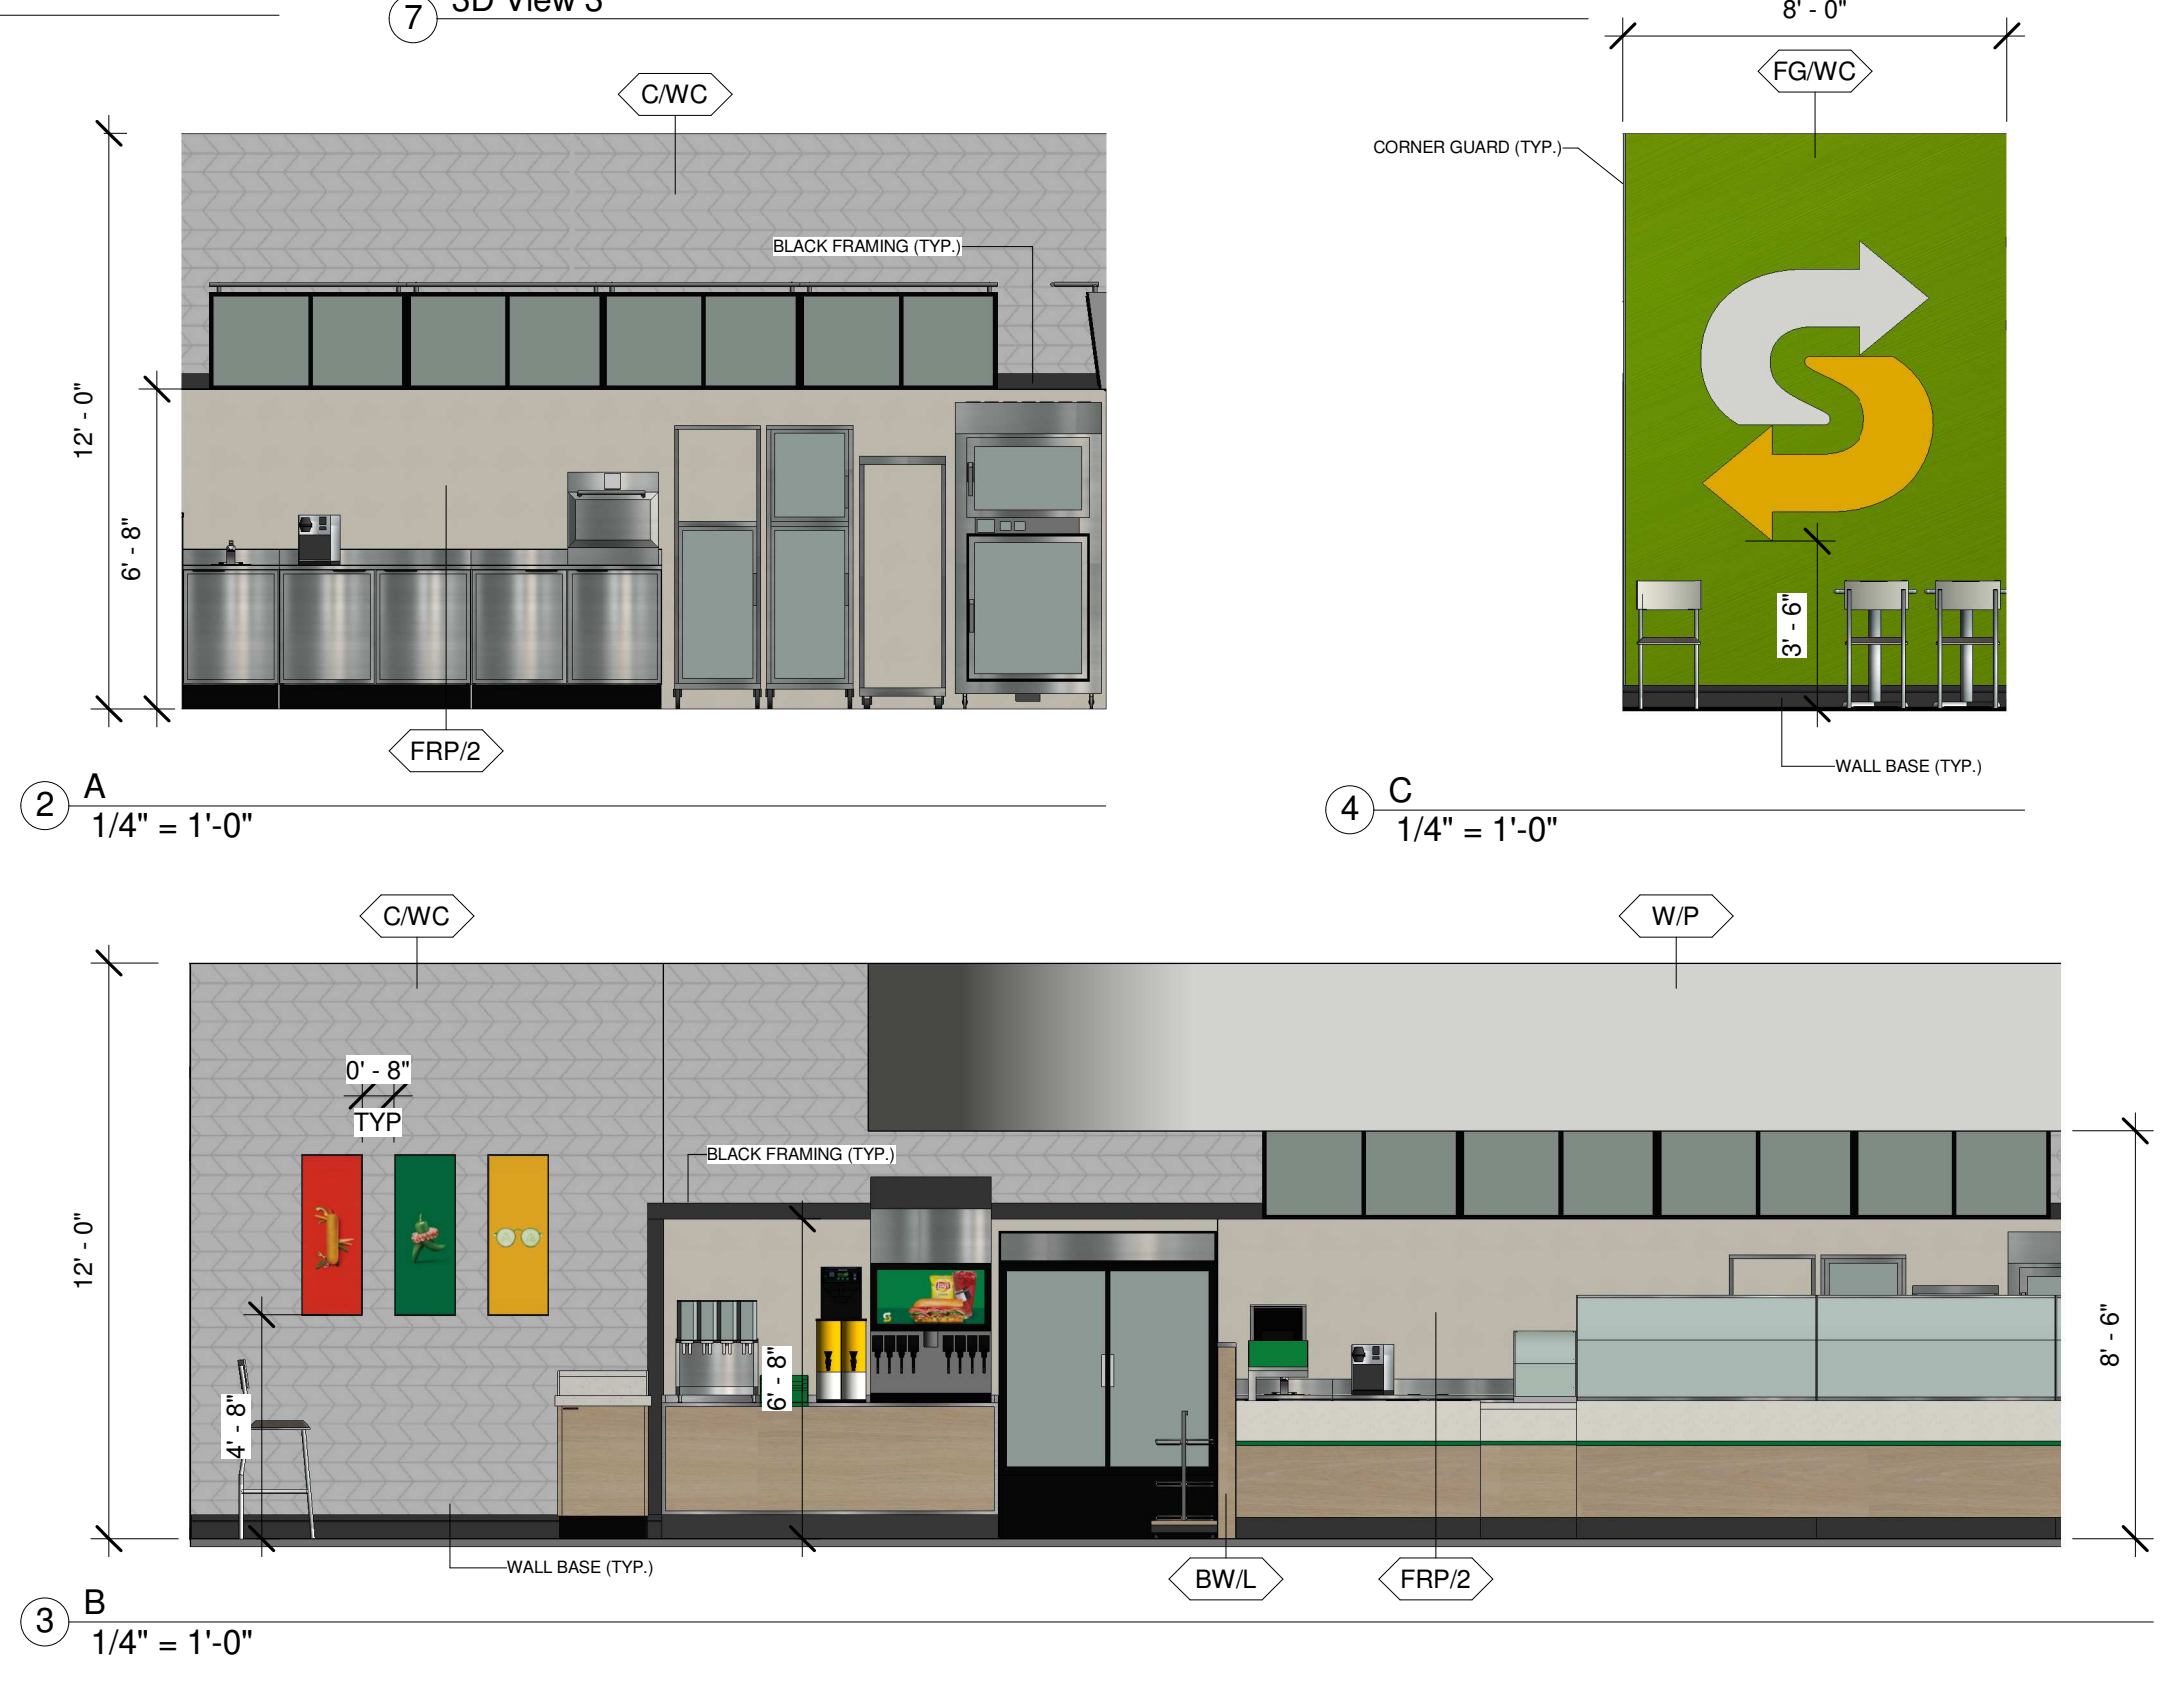 7 3D View 3
8' - 0"
C/WC
FG/WC
CORNER GUARD (TYP.)
BLACK FRAMING (TYP.)
12' - 0"
6' - 8"
3' - 6"
FRP/2
WALL BASE (TYP.)
2 A
1/4" = 1'-0"
4 C
1/4" = 1'-0"
C/WC
W/P
0' - 8"
TYP
BLACK FRAMING (TYP.)
12' - 0"
8' - 6"
6' - 8"
4' - 8"
WALL BASE (TYP.)
BW/L
FRP/2
3 B
1/4" = 1'-0"